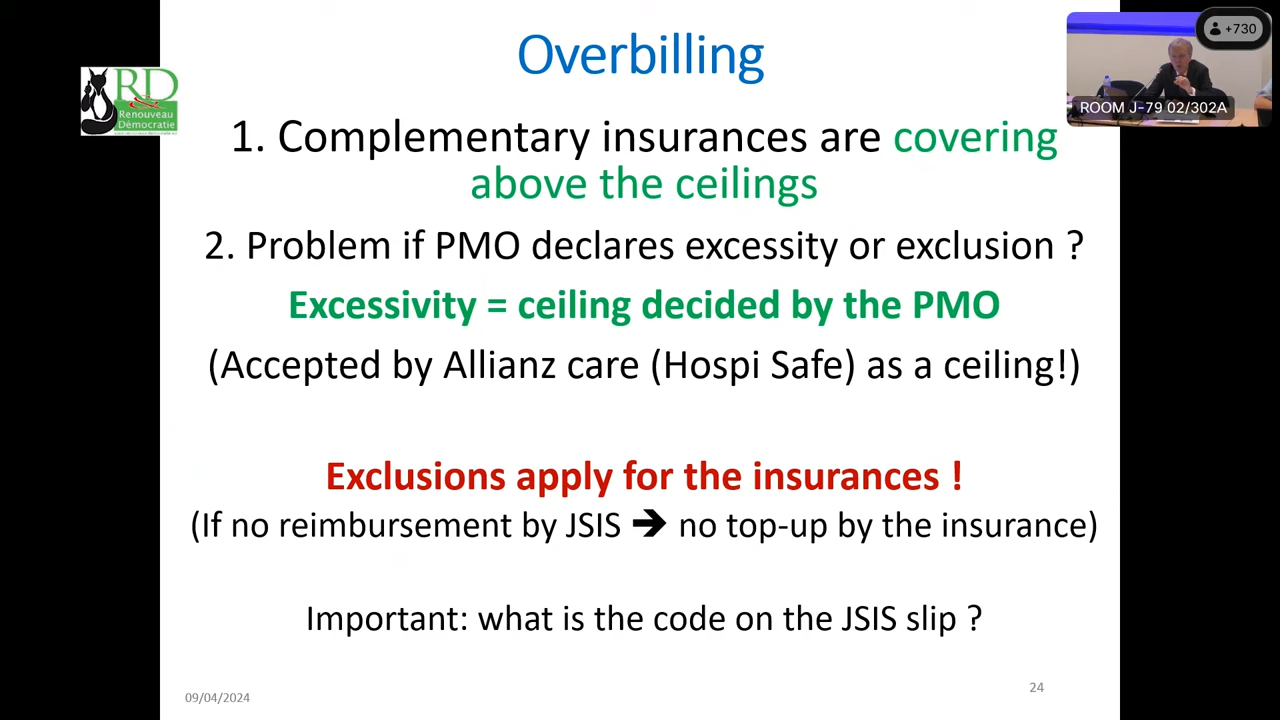 Overbilling
+730
ROOM J-79 02/302A
RD
Renouveau
Démocratie
1. Complementary insurances are covering
above the ceilings
2. Problem if PMO declares excessity or exclusion ?
Excessivity = ceiling decided by the PMO
(Accepted by Allianz care (Hospi Safe) as a ceiling!)
Exclusions apply for the insurances !
(If no reimbursement by JSIS ➔ no top-up by the insurance)
Important: what is the code on the JSIS slip ?
09/04/2024
24